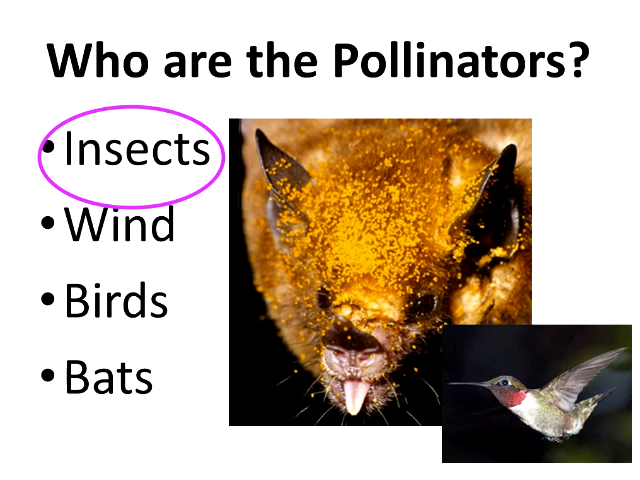 Who are the Pollinators?
• Insects
• Wind
• Birds
• Bats